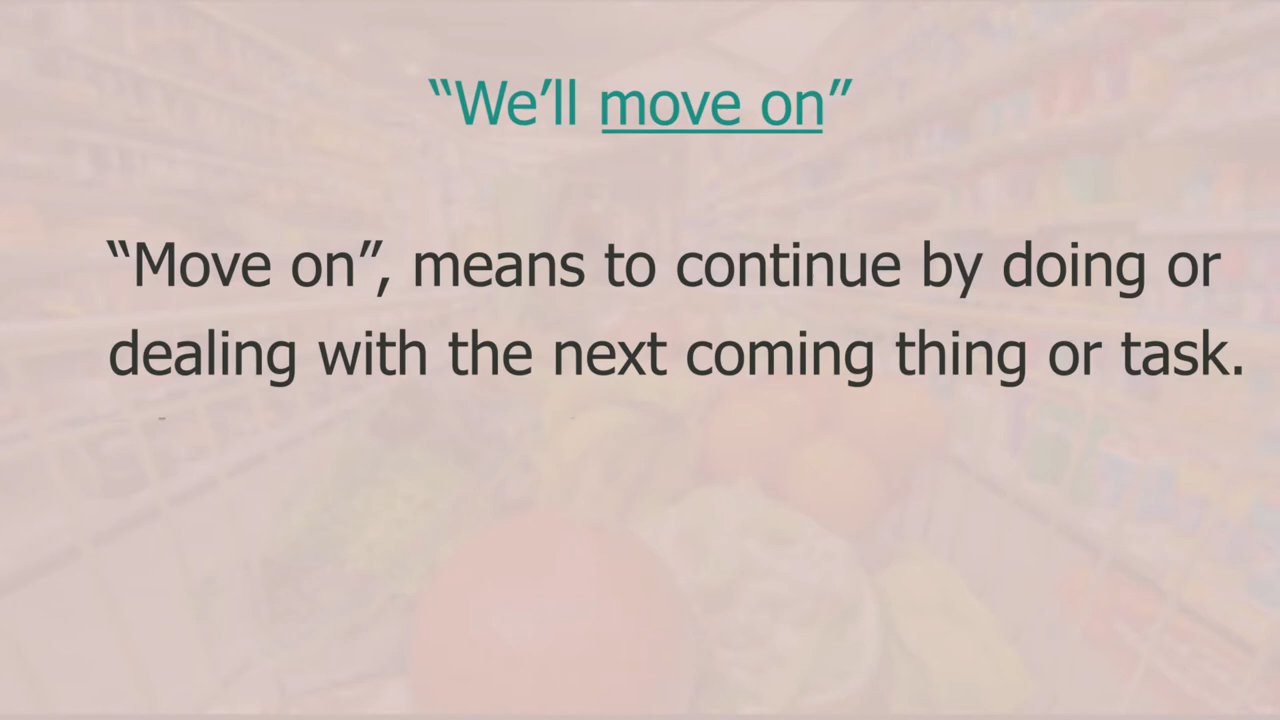 “We’ll move on”
“Move on”, means to continue by doing or
dealing with the next coming thing or task.